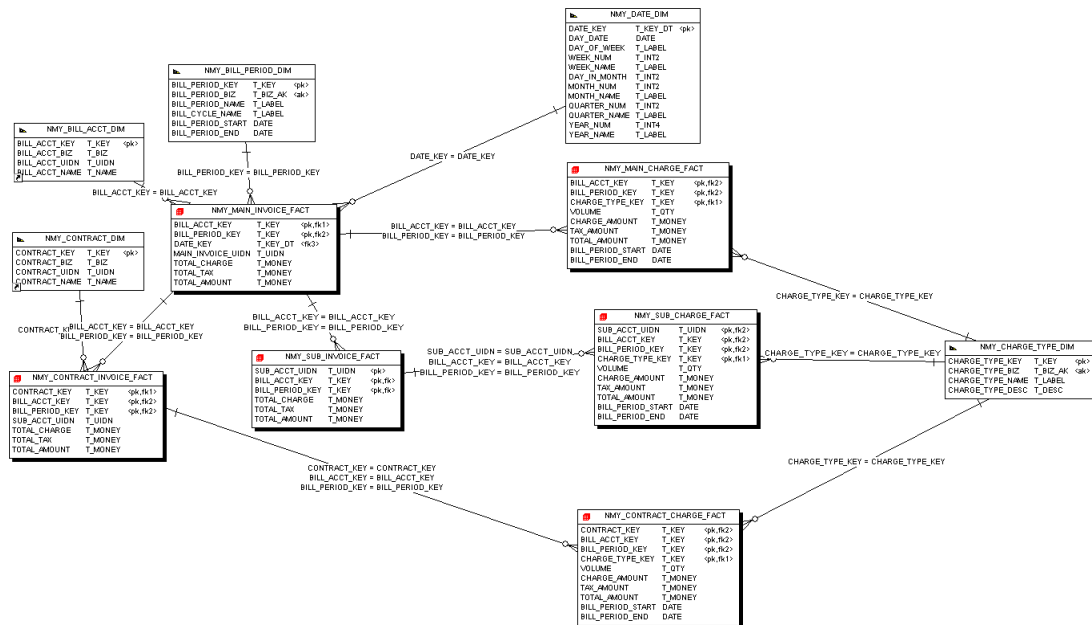 NMY_DATE_DIM
DATE_KEY T_KEY_DT <pk>
DAY_DATE DATE
DAY_OF_WEEK T_LABEL
WEEK_NUM T_INT2
WEEK_NAME T_LABEL
DAY_IN_MONTH T_INT2
MONTH_NUM T_INT2
MONTH_NAME T_LABEL
QUARTER_NUM T_INT2
QUARTER_NAME T_LABEL
YEAR_NUM T_INT4
YEAR_NAME T_LABEL
NMY_BILL_PERIOD_DIM
BILL_PERIOD_KEY T_KEY <pk>
BILL_PERIOD_BIZ T_BIZ_AK <ak>
BILL_PERIOD_NAME T_LABEL
BILL_CYCLE_NAME T_LABEL
BILL_PERIOD_START DATE
BILL_PERIOD_END DATE
NMY_BILL_ACCT_DIM
BILL_ACCT_KEY T_KEY <pk>
BILL_ACCT_BIZ T_BIZ
BILL_ACCT_UIDN T_UIDN
BILL_ACCT_NAME T_NAME
DATE_KEY = DATE_KEY
BILL_PERIOD_KEY = BILL_PERIOD_KEY
BILL_ACCT_KEY = BILL_ACCT_KEY
NMY_MAIN_CHARGE_FACT
BILL_ACCT_KEY T_KEY <pk,fk2>
BILL_PERIOD_KEY T_KEY <pk,fk2>
CHARGE_TYPE_KEY T_KEY <pk,fk1>
VOLUME T_QTY
CHARGE_AMOUNT T_MONEY
TAX_AMOUNT T_MONEY
TOTAL_AMOUNT T_MONEY
BILL_PERIOD_START DATE
BILL_PERIOD_END DATE
NMY_MAIN_INVOICE_FACT
BILL_ACCT_KEY T_KEY <pk,fk1>
BILL_PERIOD_KEY T_KEY <pk,fk2>
DATE_KEY T_KEY_DT <fk3>
MAIN_INVOICE_UIDN T_UIDN
TOTAL_CHARGE T_MONEY
TOTAL_TAX T_MONEY
TOTAL_AMOUNT T_MONEY
BILL_ACCT_KEY = BILL_ACCT_KEY
BILL_PERIOD_KEY = BILL_PERIOD_KEY
NMY_CONTRACT_DIM
CONTRACT_KEY T_KEY <pk>
CONTRACT_BIZ T_BIZ
CONTRACT_UIDN T_UIDN
CONTRACT_NAME T_NAME
CHARGE_TYPE_KEY = CHARGE_TYPE_KEY
BILL_ACCT_KEY = BILL_ACCT_KEY
BILL_PERIOD_KEY = BILL_PERIOD_KEY
BILL_ACCT_KEY = BILL_ACCT_KEY
BILL_PERIOD_KEY = BILL_PERIOD_KEY
NMY_SUB_CHARGE_FACT
SUB_ACCT_UIDN T_UIDN <pk,fk2>
BILL_ACCT_KEY T_KEY <pk,fk2>
BILL_PERIOD_KEY T_KEY <pk,fk2>
CHARGE_TYPE_KEY T_KEY <pk,fk1>
VOLUME T_QTY
CHARGE_AMOUNT T_MONEY
TAX_AMOUNT T_MONEY
TOTAL_AMOUNT T_MONEY
BILL_PERIOD_START DATE
BILL_PERIOD_END DATE
SUB_ACCT_UIDN = SUB_ACCT_UIDN
BILL_ACCT_KEY = BILL_ACCT_KEY
BILL_PERIOD_KEY = BILL_PERIOD_KEY
CHARGE_TYPE_KEY = CHARGE_TYPE_KEY
NMY_CHARGE_TYPE_DIM
CHARGE_TYPE_KEY T_KEY <pk>
CHARGE_TYPE_BIZ T_BIZ_AK <ak>
CHARGE_TYPE_NAME T_LABEL
CHARGE_TYPE_DESC T_DESC
NMY_SUB_INVOICE_FACT
SUB_ACCT_UIDN T_UIDN <pk>
BILL_ACCT_KEY T_KEY <pk,fk>
BILL_PERIOD_KEY T_KEY <pk,fk>
TOTAL_CHARGE T_MONEY
TOTAL_TAX T_MONEY
TOTAL_AMOUNT T_MONEY
NMY_CONTRACT_INVOICE_FACT
CONTRACT_KEY T_KEY <pk,fk1>
BILL_ACCT_KEY T_KEY <pk,fk2>
BILL_PERIOD_KEY T_KEY <pk,fk2>
SUB_ACCT_UIDN T_UIDN
TOTAL_CHARGE T_MONEY
TOTAL_TAX T_MONEY
TOTAL_AMOUNT T_MONEY
CONTRACT_KEY = CONTRACT_KEY
BILL_ACCT_KEY = BILL_ACCT_KEY
BILL_PERIOD_KEY = BILL_PERIOD_KEY
CHARGE_TYPE_KEY = CHARGE_TYPE_KEY
NMY_CONTRACT_CHARGE_FACT
CONTRACT_KEY T_KEY <pk,fk2>
BILL_ACCT_KEY T_KEY <pk,fk2>
BILL_PERIOD_KEY T_KEY <pk,fk2>
CHARGE_TYPE_KEY T_KEY <pk,fk1>
VOLUME T_QTY
CHARGE_AMOUNT T_MONEY
TAX_AMOUNT T_MONEY
TOTAL_AMOUNT T_MONEY
BILL_PERIOD_START DATE
BILL_PERIOD_END DATE